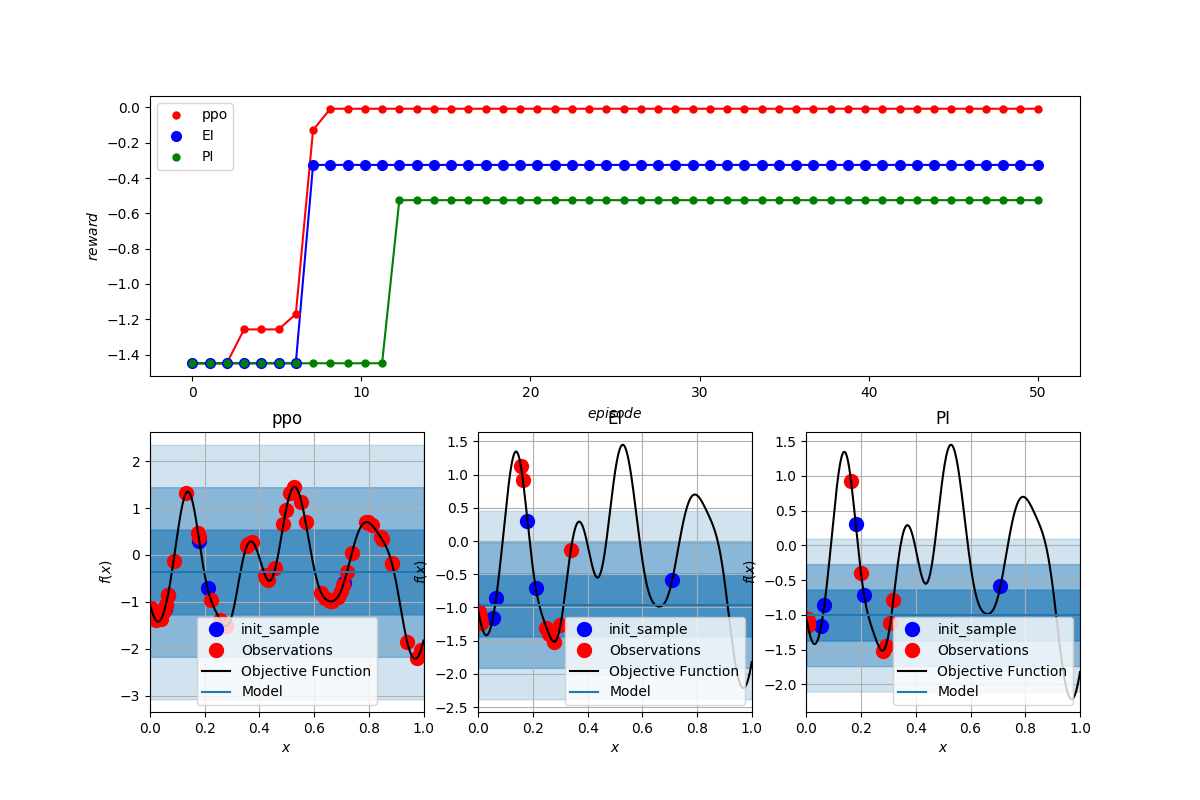 0.0
−0.2
−0.4
−0.6
−0.8
−1.0
−1.2
−1.4
reward
ppo
EI
PI
0 10 20 30 40 50
episode
ppo
2
1
0
−1
−2
−3
f(x)
init_sample
Observations
Objective Function
Model
0.0 0.2 0.4 0.6 0.8 1.0
x
EI
1.5
1.0
0.5
0.0
−0.5
−1.0
−1.5
−2.0
−2.5
f(x)
init_sample
Observations
Objective Function
Model
0.0 0.2 0.4 0.6 0.8 1.0
x
PI
1.5
1.0
0.5
0.0
−0.5
−1.0
−1.5
−2.0
f(x)
init_sample
Observations
Objective Function
Model
0.0 0.2 0.4 0.6 0.8 1.0
x